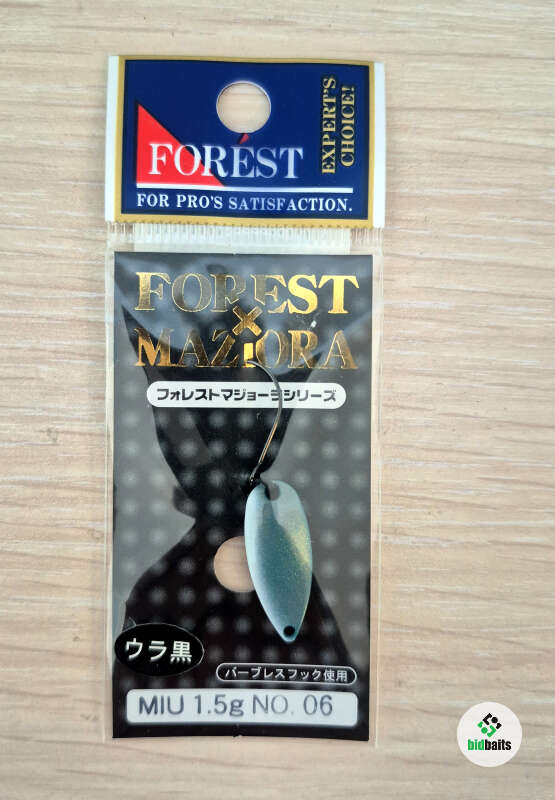 EXPERT'S
CHOICE!
FORÉST
FOR PRO'S SATISFACTION.
FOREST
×
MAZIORA
フォレストマジョーラシリーズ
ウラ黒
バーブレスフック使用
MIU 1.5g NO. 06
bidbaits